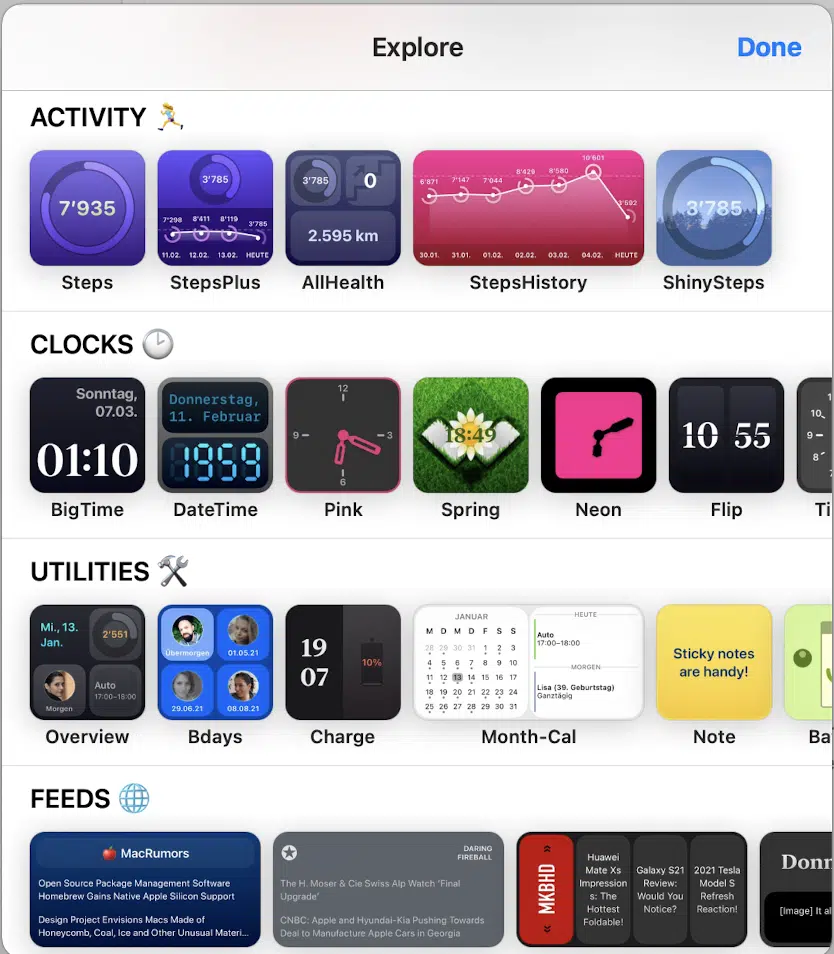 Explore
Done
ACTIVITY
7'935
Steps
3'785
7'298 8'411 8'119 3'785
11.02. 12.02. 13.02. HEUTE
StepsPlus
3'785
0
2.595 km
AllHealth
6'871 7'147 7'044 8'429 8'580 10'601 3'592
30.01. 31.01. 01.02. 02.02. 03.02. 04.02. HEUTE
StepsHistory
3'785
ShinySteps
CLOCKS
Sonntag,
07.03.
01:10
BigTime
Donnerstag,
11. Februar
1959
DateTime
12
9
3
6
Pink
18:49
Spring
Neon
10 55
Flip
10
9
8
Ti
UTILITIES
Mi., 13.
Jan.
2'551
Morgen
Auto
17:00–18:00
Overview
Übermorgen
01.05.21
29.06.21
08.08.21
Bdays
19
07
10%
Charge
JANUAR
M D M D F S S
28 29 30 31 1 2 3
4 5 6 7 8 9 10
11 12 13 14 15 16 17
18 19 20 21 22 23 24
25 26 27 28 29 30 31
HEUTE
Auto
17:00–18:00
MORGEN
Lisa (39. Geburtstag)
Ganztägig
Month-Cal
Sticky notes
are handy!
Note
Ba
FEEDS
MacRumors
Open Source Package Management Software
Homebrew Gains Native Apple Silicon Support
Design Project Envisions Macs Made of
Honeycomb, Coal, Ice and Other Unusual Materi...
DARING
FIREBALL
The H. Moser & Cie Swiss Alp Watch 'Final
Upgrade'
CNBC: Apple and Hyundai-Kia Pushing Towards
Deal to Manufacture Apple Cars in Georgia
MKBHD
Huawei
Mate Xs
Impression
s: The
Hottest
Foldable!
Galaxy S21
Review:
Would You
Notice?
2021 Tesla
Model S
Refresh
Reaction!
Donn
[Image] It al